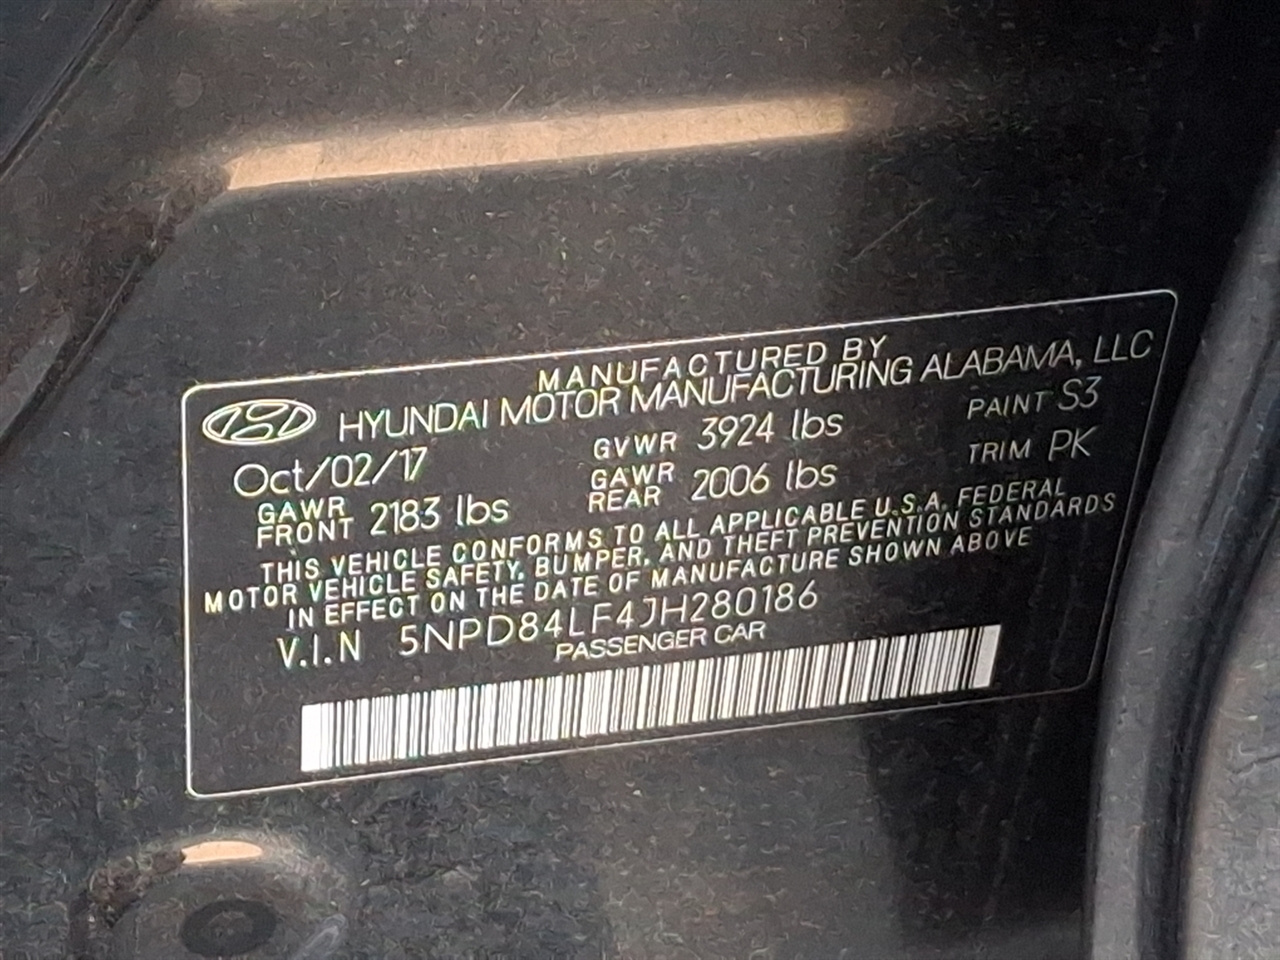 MANUFACTURED BY
HYUNDAI MOTOR MANUFACTURING ALABAMA, LLC
Oct/02/17 GVWR 3924 lbs PAINT S3
GAWR FRONT 2183 lbs GAWR REAR 2006 lbs TRIM PK
THIS VEHICLE CONFORMS TO ALL APPLICABLE U.S.A. FEDERAL
MOTOR VEHICLE SAFETY, BUMPER, AND THEFT PREVENTION STANDARDS
IN EFFECT ON THE DATE OF MANUFACTURE SHOWN ABOVE
V.I.N 5NPD84LF4JH280186
PASSENGER CAR